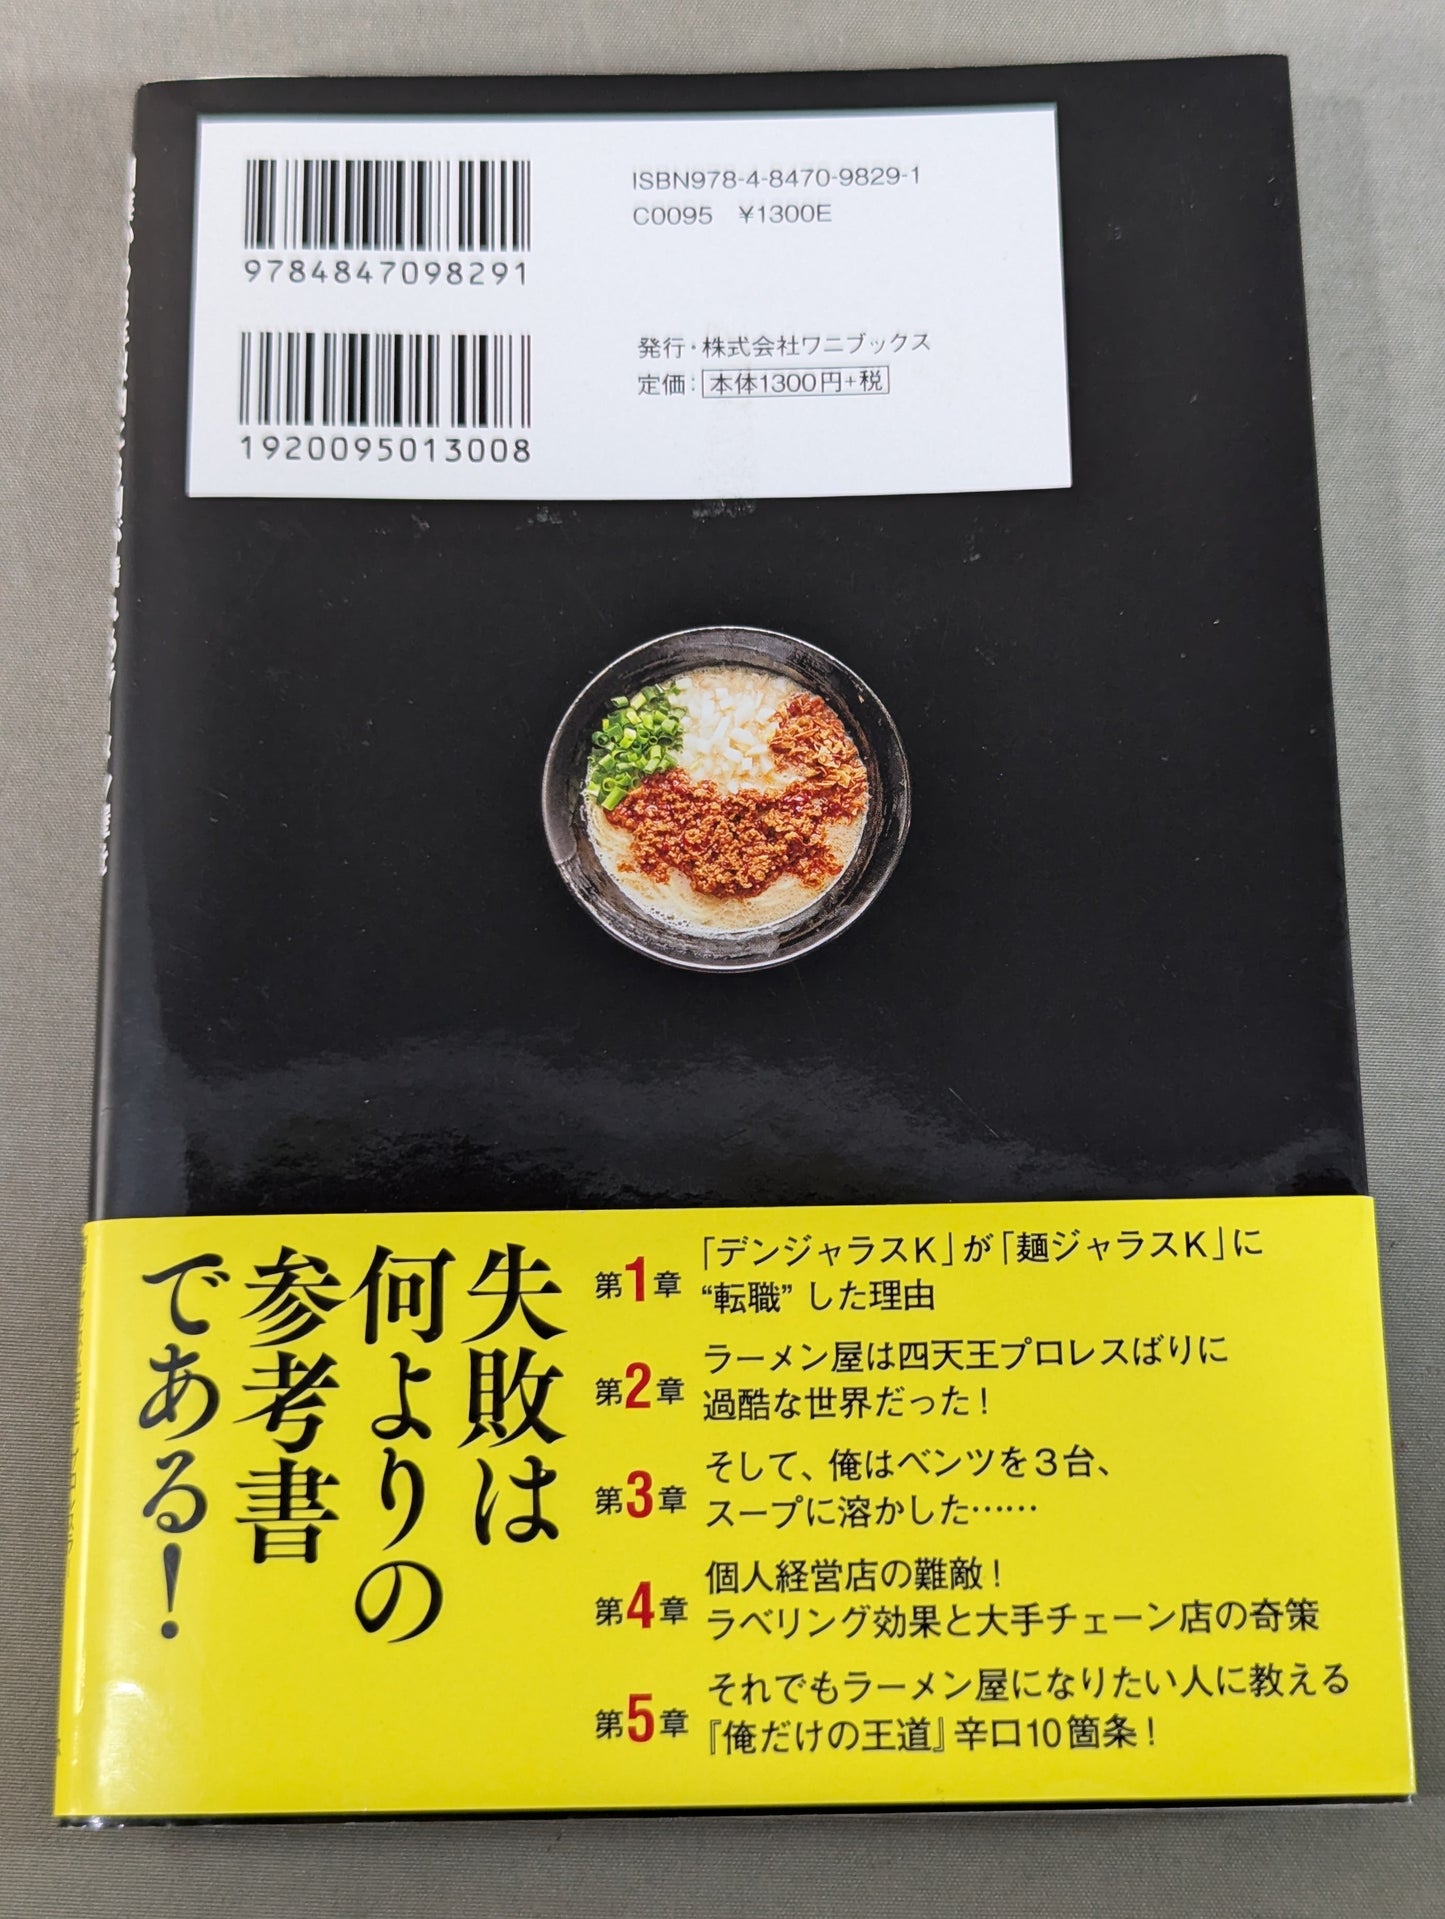 9784847098291
ISBN978-4-8470-9829-1
C0095 ¥1300E
1920095013008
発行・株式会社ワニブックス
定価：本体1300円+税
失敗は
何よりの
参考書
である！
第1章 「デンジャラスK」が「麺ジャラスK」に
“転職”した理由
第2章 ラーメン屋は四天王プロレスばりに
過酷な世界だった！
第3章 そして、俺はベンツを3台、
スープに溶かした……
第4章 個人経営店の難敵！
ラベリング効果と大手チェーン店の奇策
第5章 それでもラーメン屋になりたい人に教える
『俺だけの王道』辛口10箇条！